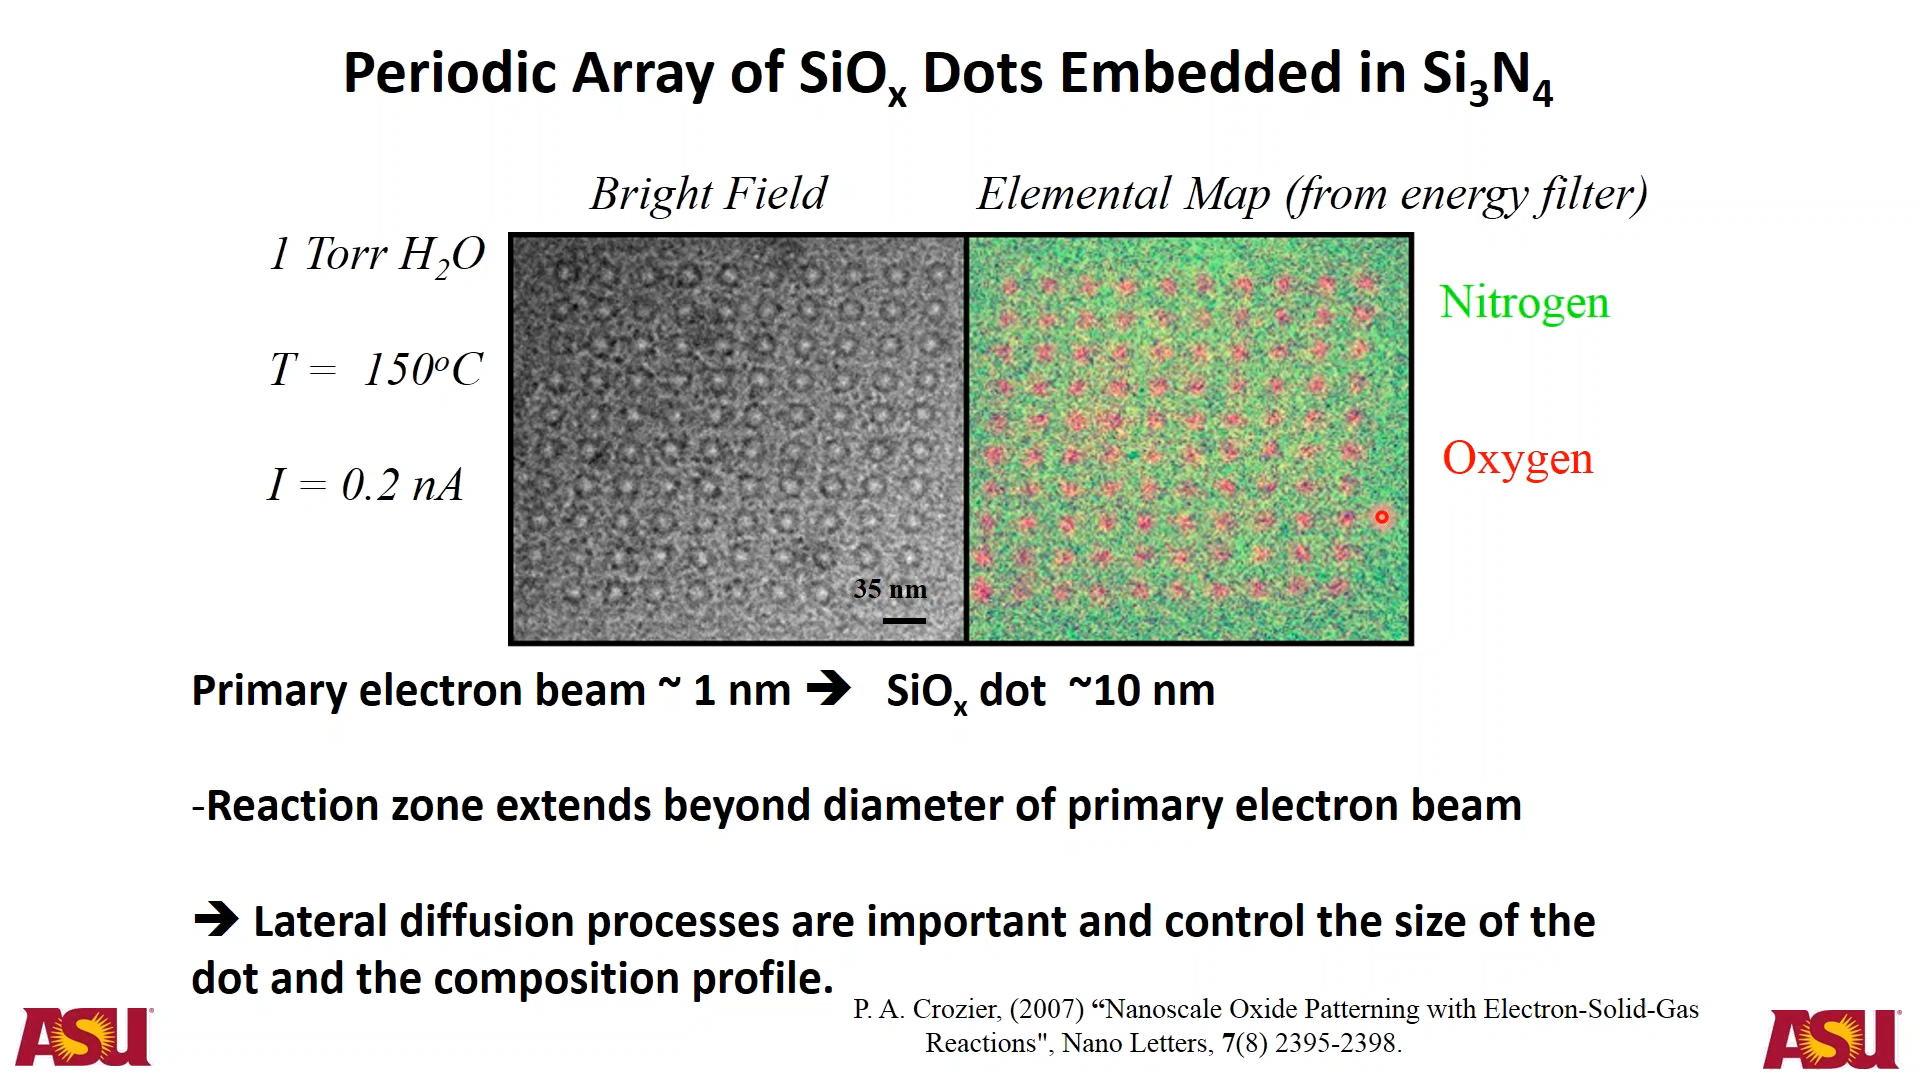 Periodic Array of SiOx Dots Embedded in Si3N4
Bright Field
Elemental Map (from energy filter)
1 Torr H2O
T = 150oC
I = 0.2 nA
35 nm
Nitrogen
Oxygen
Primary electron beam ~ 1 nm ➔ SiOx dot ~10 nm
-Reaction zone extends beyond diameter of primary electron beam
➔ Lateral diffusion processes are important and control the size of the
dot and the composition profile.
P. A. Crozier, (2007) “Nanoscale Oxide Patterning with Electron-Solid-Gas
Reactions", Nano Letters, 7(8) 2395-2398.
ASU
ASU